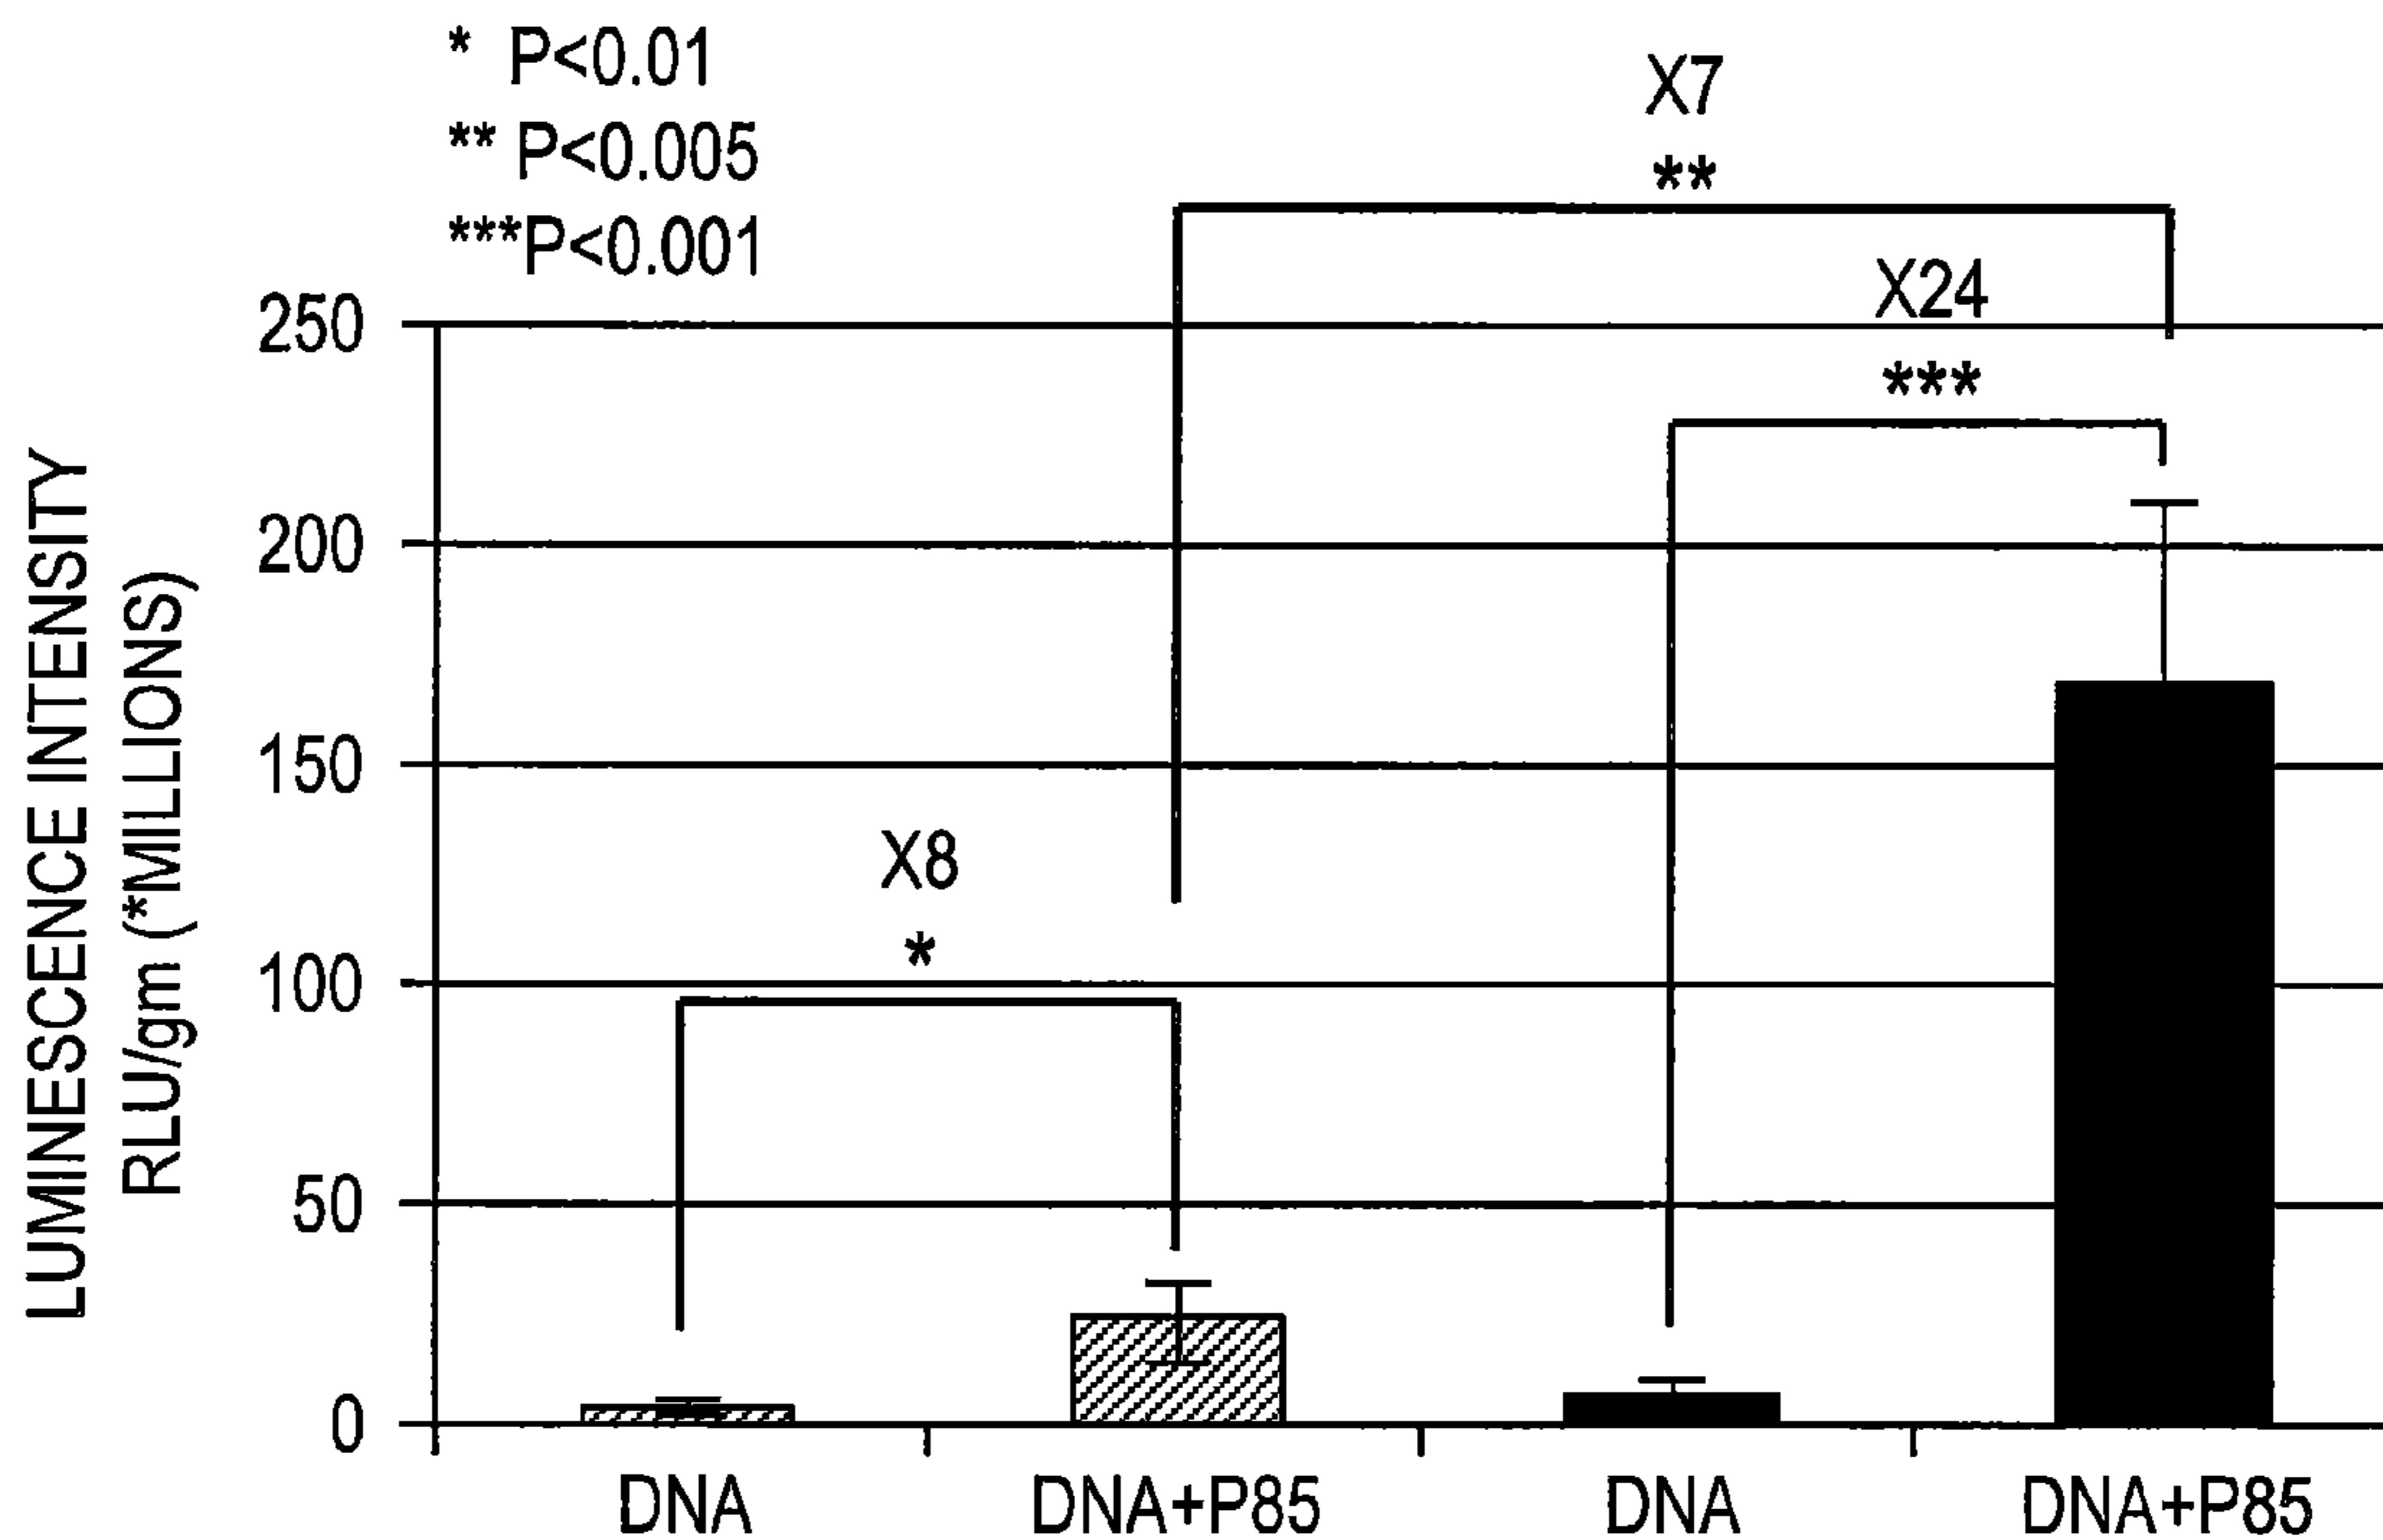 * P<0.01
** P<0.005
***P<0.001
X7
**
X24
***
X8
*
LUMINESCENCE INTENSITY
RLU/gm (*MILLIONS)
250
200
150
100
50
0
DNA
DNA+P85
DNA
DNA+P85